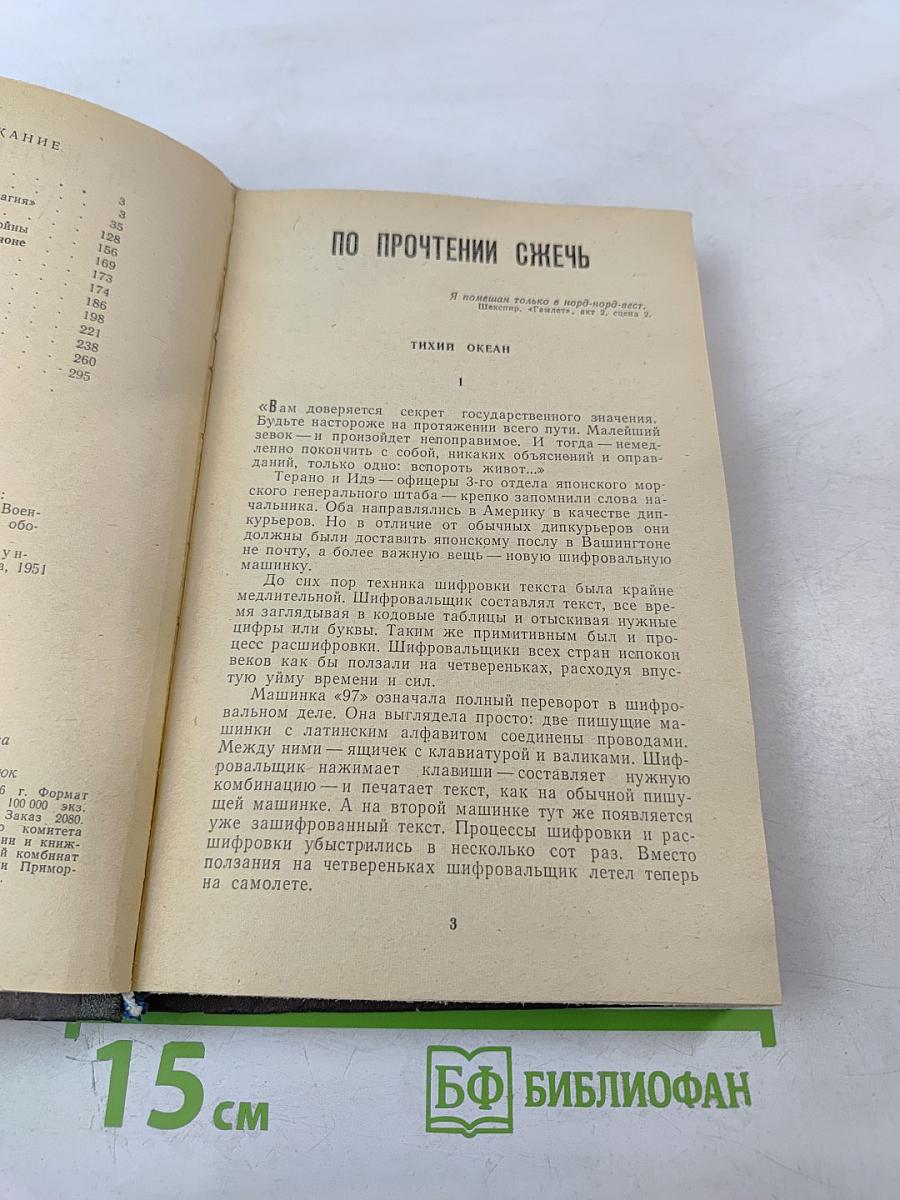 КАНИЕ
3
агия» 3
35
ойны 128
ионе 156
169
173
174
186
198
221
238
260
295
Воен-
обо-
ун-
а, 1951
юк
6 г. Формат
100 000 экз.
Заказ 2080.
о комитета
ии и книж-
й комбинат
и Примор-
ПО ПРОЧТЕНИИ СЖЕЧЬ
Я помешан только в норд-норд-вест.
Шекспир. «Гамлет», акт 2, сцена 2.
ТИХИЙ ОКЕАН
1
«Вам доверяется секрет государственного значения.
Будьте настороже на протяжении всего пути. Малейший
зевок — и произойдет непоправимое. И тогда — немед-
ленно покончить с собой, никаких объяснений и оправ-
даний, только одно: вспороть живот...»
Терано и Идэ — офицеры 3-го отдела японского мор-
ского генерального штаба — крепко запомнили слова на-
чальника. Оба направлялись в Америку в качестве дип-
курьеров. Но в отличие от обычных дипкурьеров они
должны были доставить японскому послу в Вашингтоне
не почту, а более важную вещь — новую шифровальную
машинку.
До сих пор техника шифровки текста была крайне
медлительной. Шифровальщик составлял текст, все вре-
мя заглядывая в кодовые таблицы и отыскивая нужные
цифры или буквы. Таким же примитивным был и про-
цесс расшифровки. Шифровальщики всех стран испокон
веков как бы ползали на четвереньках, расходуя впус-
тую уйму времени и сил.
Машинка «97» означала полный переворот в шифро-
вальном деле. Она выглядела просто: две пишущие ма-
шинки с латинским алфавитом соединены проводами.
Между ними — ящичек с клавиатурой и валиками. Шиф-
ровальщик нажимает клавиши — составляет нужную
комбинацию — и печатает текст, как на обычной пишу-
щей машинке. А на второй машинке тут же появляется
уже зашифрованный текст. Процессы шифровки и рас-
шифровки убыстрились в несколько сот раз. Вместо
ползания на четвереньках шифровальщик летел теперь
на самолете.
3
15 см
БФ БИБЛИОФАН